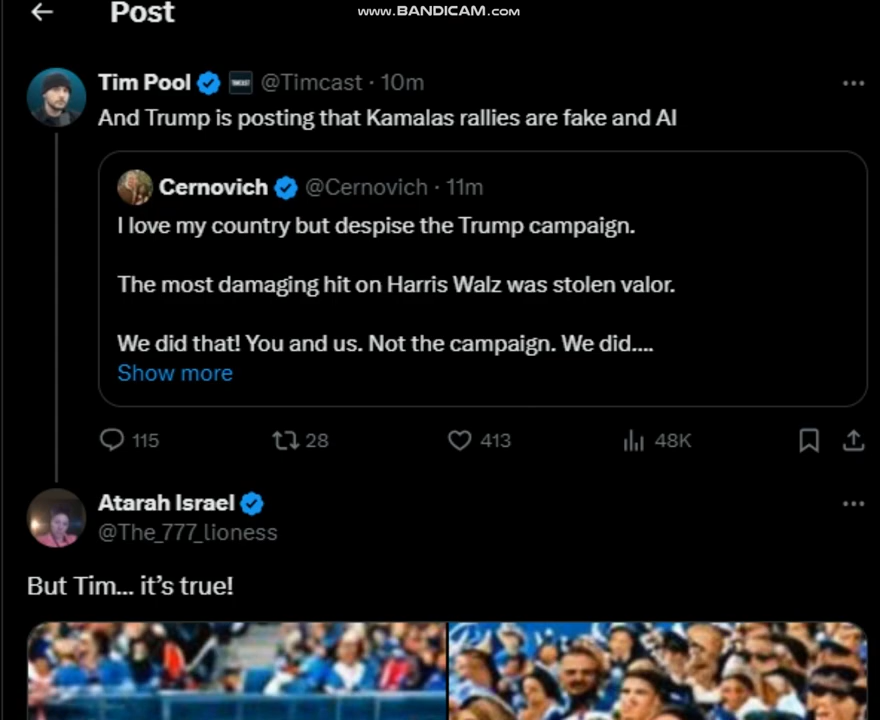 www.BANDICAM.com
Post
Tim Pool @Timcast · 10m
And Trump is posting that Kamalas rallies are fake and AI
Cernovich @Cernovich · 11m
I love my country but despise the Trump campaign.
The most damaging hit on Harris Walz was stolen valor.
We did that! You and us. Not the campaign. We did....
Show more
115 28 413 48K
Atarah Israel
@The_777_lioness
But Tim... it's true!